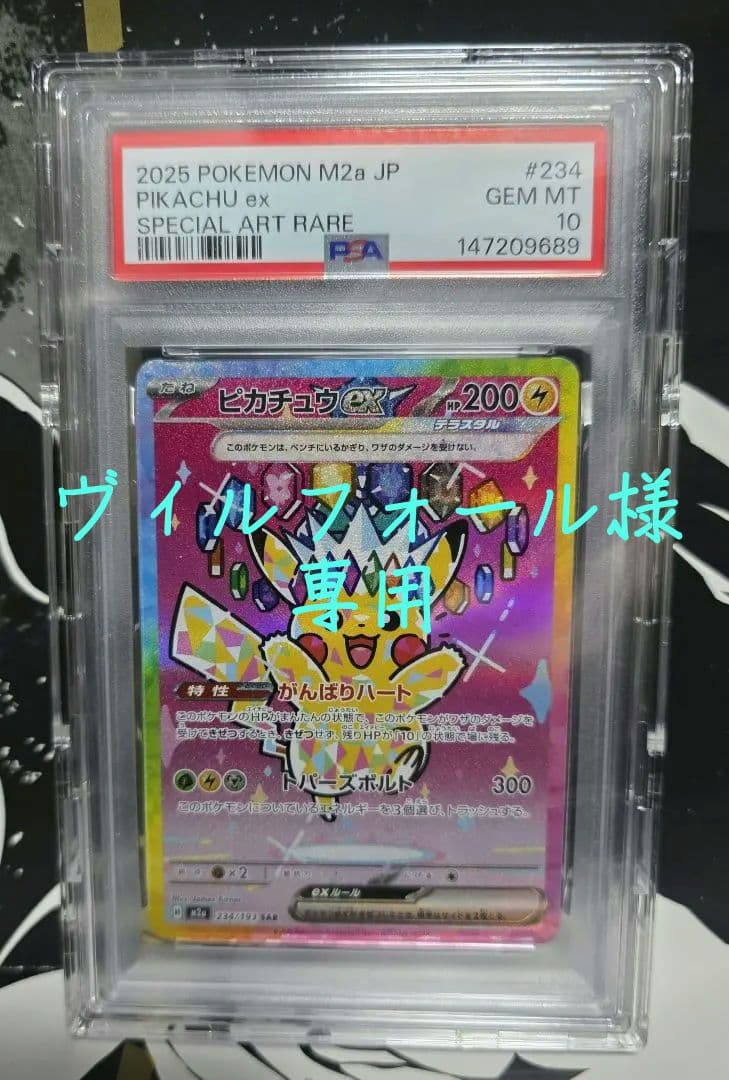 2025 POKEMON M2a JP #234
PIKACHU ex GEM MT
SPECIAL ART RARE 10
PSA 147209689
たね ピカチュウex HP200
テラスタル
このポケモンは、ベンチにいるかぎり、ワザのダメージを受けない。
ヴィルフォール様
専用
特性 がんばりハート
このポケモンのHPがまんたんの状態で、このポケモンがワザのダメージを
受けてきぜつするとき、きぜつせず、残りHPが「10」の状態で場に残る。
トパーズボルト 300
このポケモンについているエネルギーを3個選び、トラッシュする。
×2
exルール
M2a 234/193 SAR